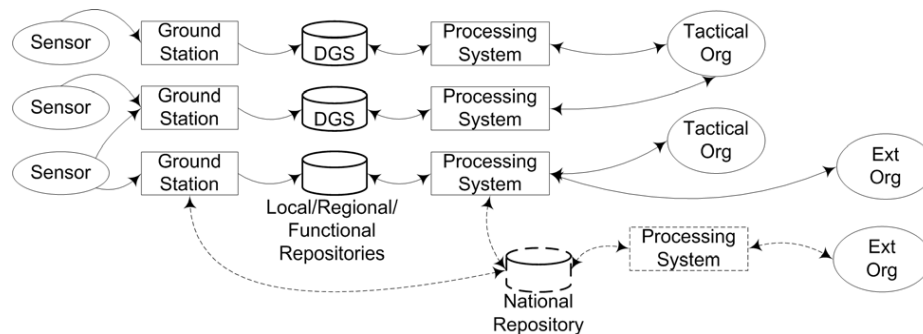 Sensor
Ground
Station
DGS
Processing
System
Tactical
Org
Sensor
Ground
Station
DGS
Processing
System
Sensor
Ground
Station
Local/Regional/
Functional
Repositories
Processing
System
Tactical
Org
Ext
Org
National
Repository
Processing
System
Ext
Org